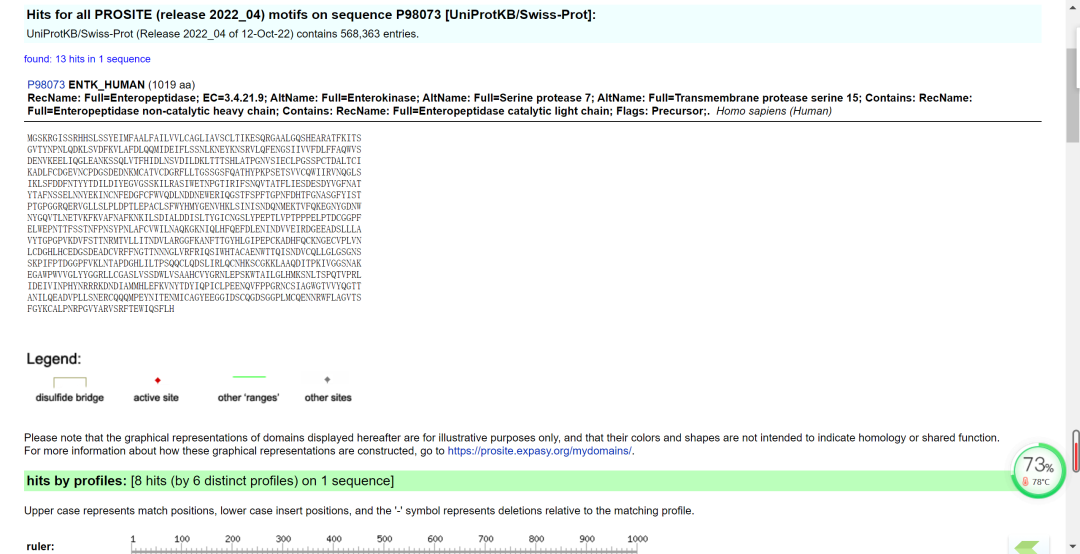 Hits for all PROSITE (release 2022_04) motifs on sequence P98073 [UniProtKB/Swiss-Prot]:
UniProtKB/Swiss-Prot (Release 2022_04 of 12-Oct-22) contains 568,363 entries.
found: 13 hits in 1 sequence
P98073 ENTK_HUMAN (1019 aa)
RecName: Full=Enteropeptidase; EC=3.4.21.9; AltName: Full=Enterokinase; AltName: Full=Serine protease 7; AltName: Full=Transmembrane protease serine 15; Contains: RecName:
Full=Enteropeptidase non-catalytic heavy chain; Contains: RecName: Full=Enteropeptidase catalytic light chain; Flags: Precursor;. Homo sapiens (Human)
MGSKRGISSRHHSLSSYEIMFAALFAILVVLCAGLIAVSCLTIKESQRGAALGQSHEARATFKITS
GVTYNPNLQDKLSVDFKVLAFDLQQMIDEIFLSSNLKNEYKNSRVLQFENGSIIVVFDLFFAQWVS
DENVKEELIQGLEANKSSQLVTFHIDLNSVDILDKLTTTSHLATPGNVSIECLPGSSPCTDALTCI
KADLFCDGEVNCPDGSDEDNKMCATVCDGRFLLTGSSGSFQATHYPKPSETSVVCQWIIRVNQGLS
IKLSFDDFNTYYTDILDIYEGVGSSKILRASIWETNPGTIRIFSNQVTATFLIESDESDYVGFNAT
YTAFNSSELNNYEKINCNFEDGFCFWVQDLNDDNEWERIQGSTFSPFTGPNFDHTFGNASGFYIST
PTGPGGRQERVGLLSLPLDPTLEPACLSFWYHMYGENVHKLSINISNDQNMEKTVFQKEGNYGDNW
NYGQVTLNETVKFKVAFNAFKNKILSDIALDDISLTYGICNGSLYPEPTLVPTPPPELPTDCGGPF
ELWEPNTTFSSTNFPNSYPNLAFCVWILNAQKGKNIQLHFQEFDLENINDVVEIRDGEEADSLLLA
VYTGPGPVKDVFSTTNRMTVLLITNDVLARGGFKANFTTGYHLGIPEPCKADHFQCKNGECVPLVN
LCDGHLHCEDGSDEADCVRFFNGTTNNNGLVRFRIQSIWHTACAENWTTQISNDVCQLLGLGSGNS
SKPIFPTDGGPFVKLNTAPDGHLILTPSQQCLQDSLIRLQCNHKSCGKKLAAQDITPKIVGGSNAK
EGAWPWVVGLYYGGRLLCGASLVSSDWLVSAAHCVYGRNLEPSKWTAILGLHMKSNLTSPQTVPRL
IDEIVINPHYNRRRKDNDIAMMHLEFKVNYTDYIQPICLPEENQVFPPGRNCSIAGWGTVVYQGTT
ANILQEADVPLLSNERCQQQMPEYNITENMICAGYEEGGIDSCQGDSGGPLMCQENNRWFLAGVTS
FGYKCALPNRPGVYARVSRFTEWIQSFLH
Legend:
disulfide bridge active site other 'ranges' other sites
Please note that the graphical representations of domains displayed hereafter are for illustrative purposes only, and that their colors and shapes are not intended to indicate homology or shared function.
For more information about how these graphical representations are constructed, go to https://prosite.expasy.org/mydomains/.
73%
78°C
hits by profiles: [8 hits (by 6 distinct profiles) on 1 sequence]
Upper case represents match positions, lower case insert positions, and the '-' symbol represents deletions relative to the matching profile.
ruler: 1 100 200 300 400 500 600 700 800 900 1000